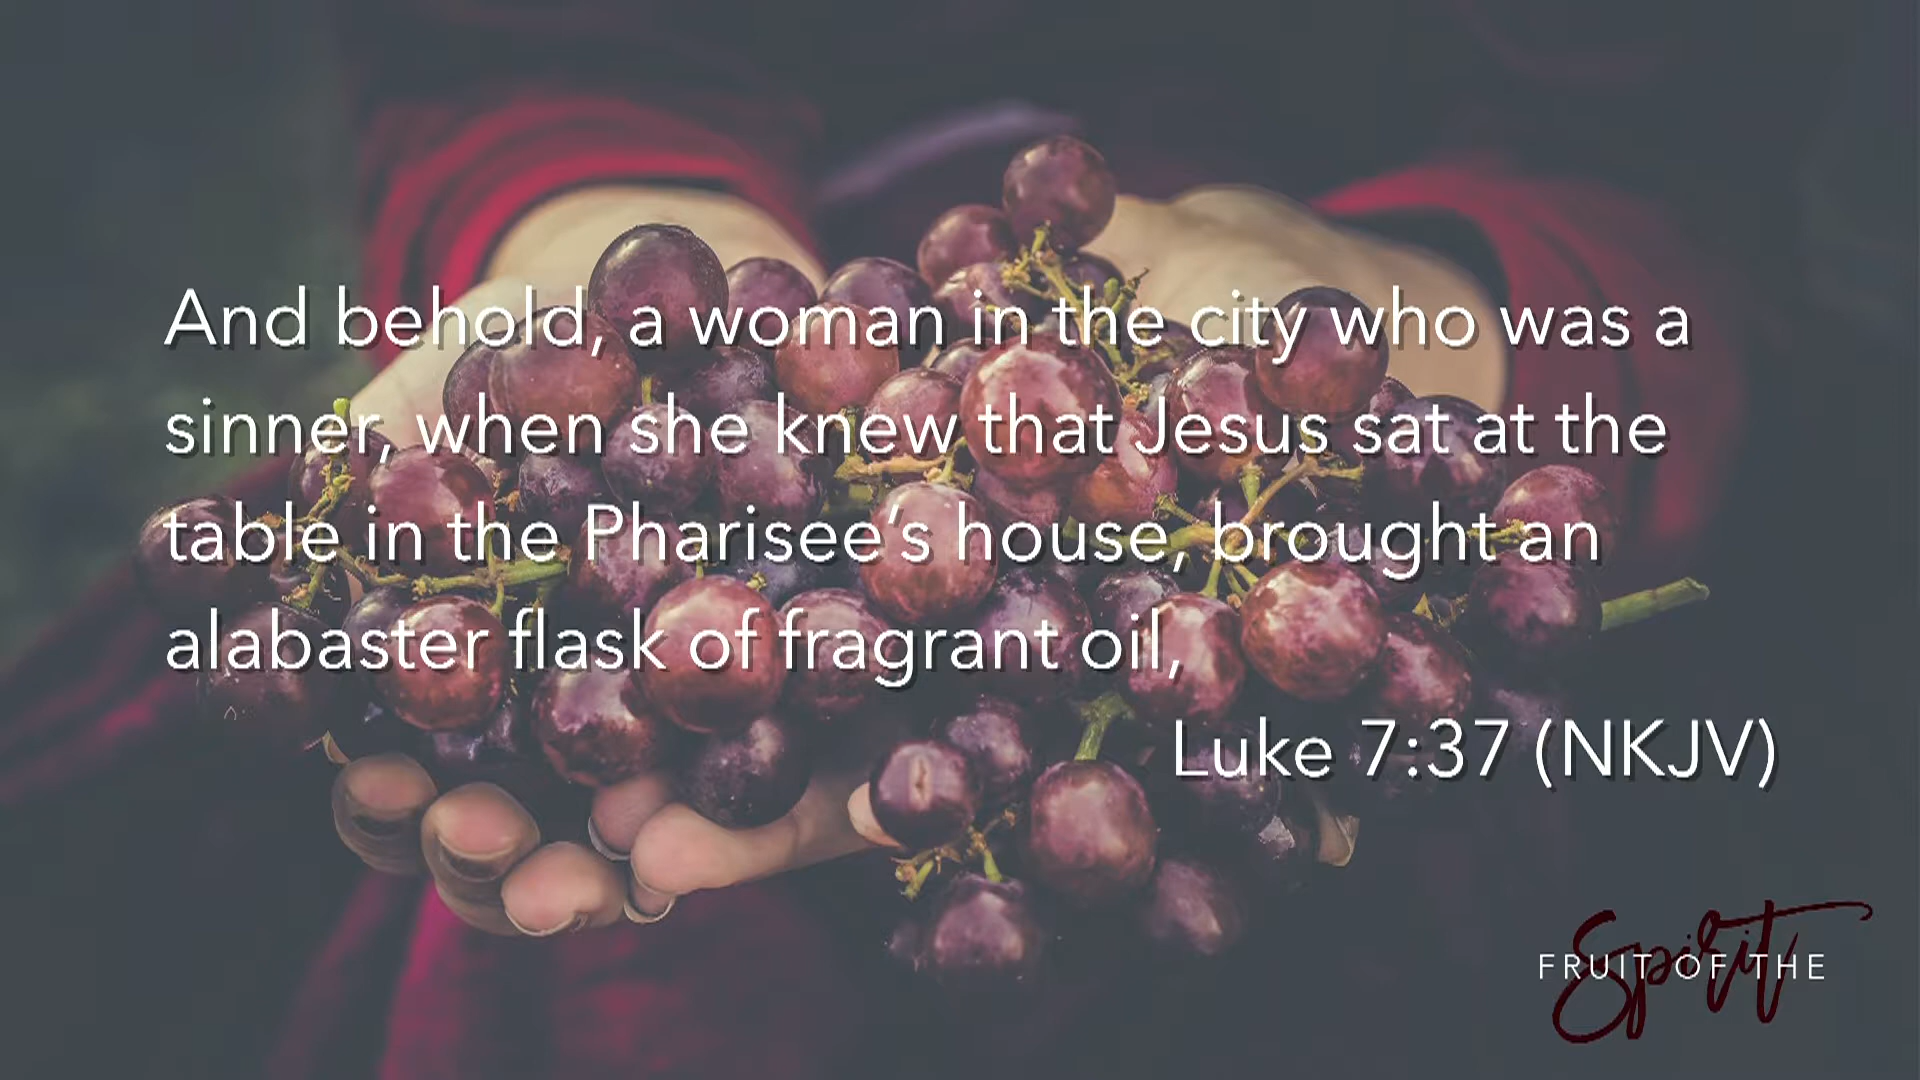 And behold, a woman in the city who was a
sinner, when she knew that Jesus sat at the
table in the Pharisee's house, brought an
alabaster flask of fragrant oil,
Luke 7:37 (NKJV)
FRUIT OF THE
Spirit